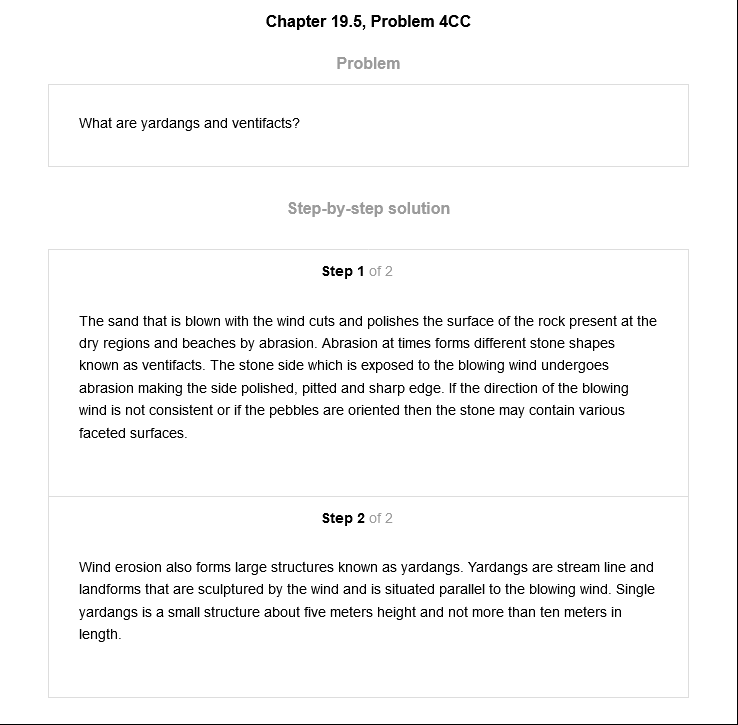 Chapter 19.5, Problem 4CC
Problem
What are yardangs and ventifacts?
Step-by-step solution
Step 1 of 2
The sand that is blown with the wind cuts and polishes the surface of the rock present at the
dry regions and beaches by abrasion. Abrasion at times forms different stone shapes
known as ventifacts. The stone side which is exposed to the blowing wind undergoes
abrasion making the side polished, pitted and sharp edge. If the direction of the blowing
wind is not consistent or if the pebbles are oriented then the stone may contain various
faceted surfaces.
Step 2 of 2
Wind erosion also forms large structures known as yardangs. Yardangs are stream line and
landforms that are sculptured by the wind and is situated parallel to the blowing wind. Single
yardangs is a small structure about five meters height and not more than ten meters in
length.